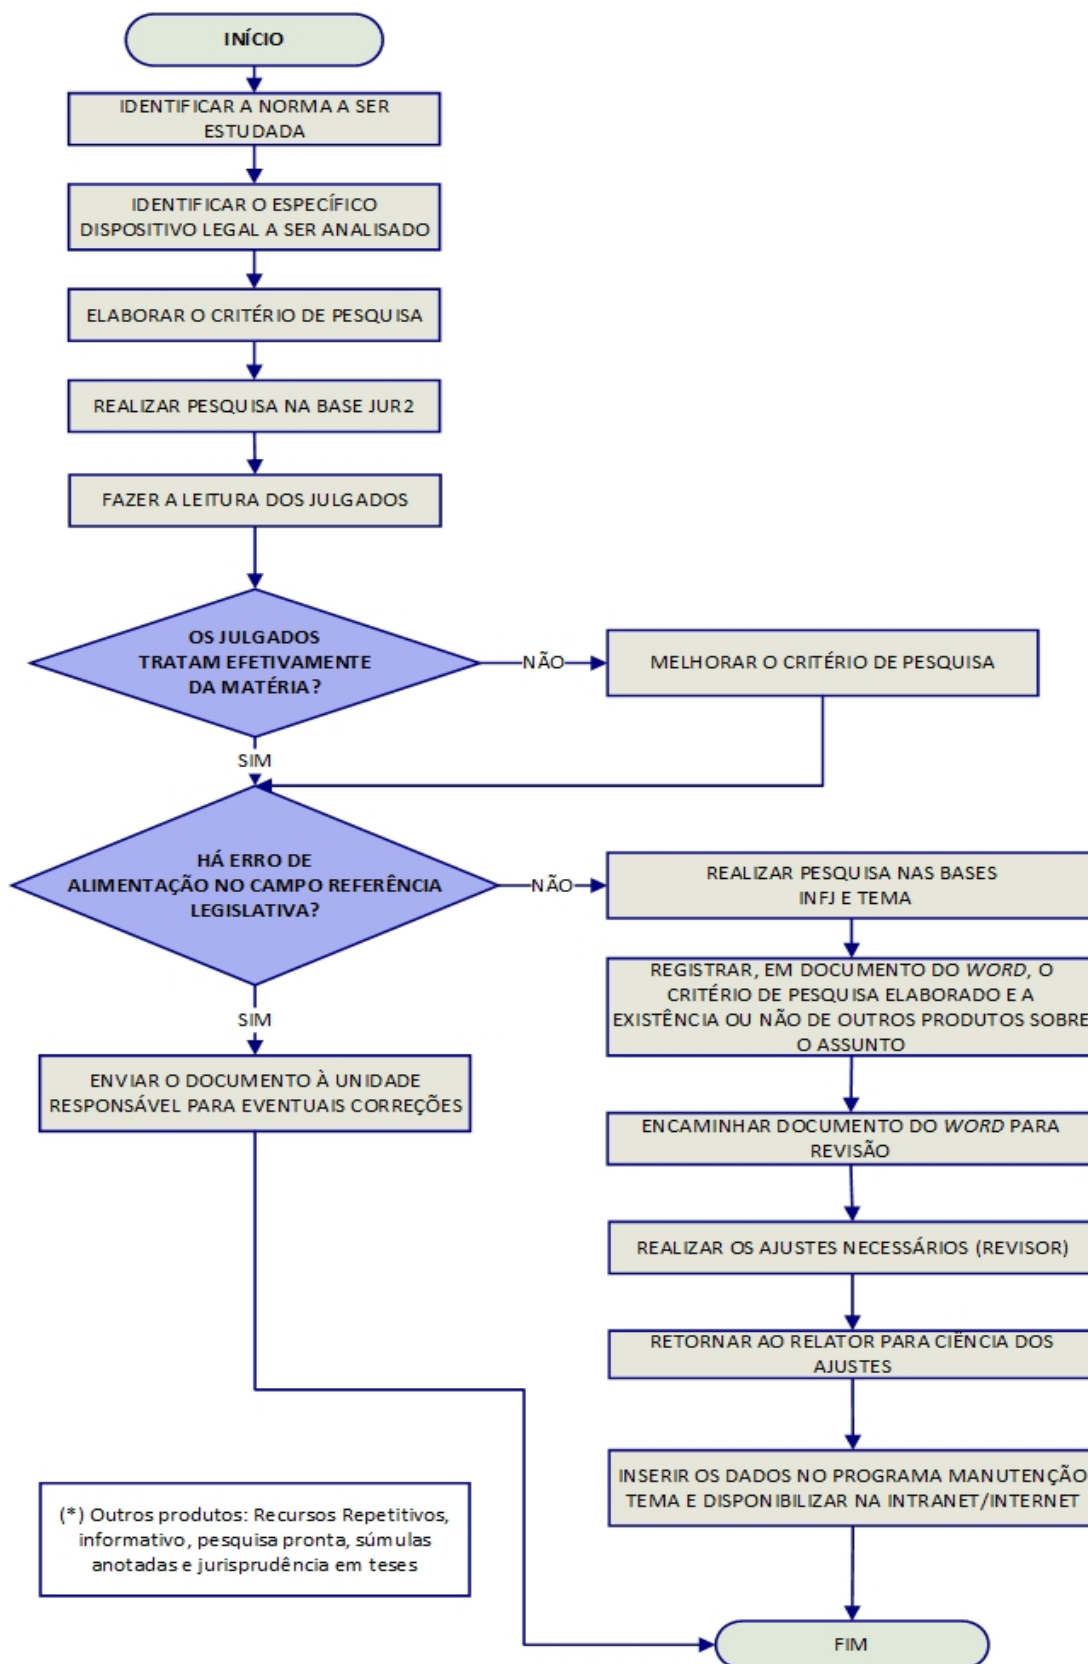 INÍCIO
IDENTIFICAR A NORMA A SER
ESTUDADA
IDENTIFICAR O ESPECÍFICO
DISPOSITIVO LEGAL A SER ANALISADO
ELABORAR O CRITÉRIO DE PESQUISA
REALIZAR PESQUISA NA BASE JUR2
FAZER A LEITURA DOS JULGADOS
OS JULGADOS
TRATAM EFETIVAMENTE
DA MATÉRIA?
NÃO
MELHORAR O CRITÉRIO DE PESQUISA
SIM
HÁ ERRO DE
ALIMENTAÇÃO NO CAMPO REFERÊNCIA
LEGISLATIVA?
NÃO
REALIZAR PESQUISA NAS BASES
INFJ E TEMA
REGISTRAR, EM DOCUMENTO DO WORD, O
CRITÉRIO DE PESQUISA ELABORADO E A
EXISTÊNCIA OU NÃO DE OUTROS PRODUTOS SOBRE
O ASSUNTO
SIM
ENVIAR O DOCUMENTO À UNIDADE
RESPONSÁVEL PARA EVENTUAIS CORREÇÕES
ENCAMINHAR DOCUMENTO DO WORD PARA
REVISÃO
REALIZAR OS AJUSTES NECESSÁRIOS (REVISOR)
RETORNAR AO RELATOR PARA CIÊNCIA DOS
AJUSTES
INSERIR OS DADOS NO PROGRAMA MANUTENÇÃO
TEMA E DISPONIBILIZAR NA INTRANET/INTERNET
(*) Outros produtos: Recursos Repetitivos,
informativo, pesquisa pronta, súmulas
anotadas e jurisprudência em teses
FIM